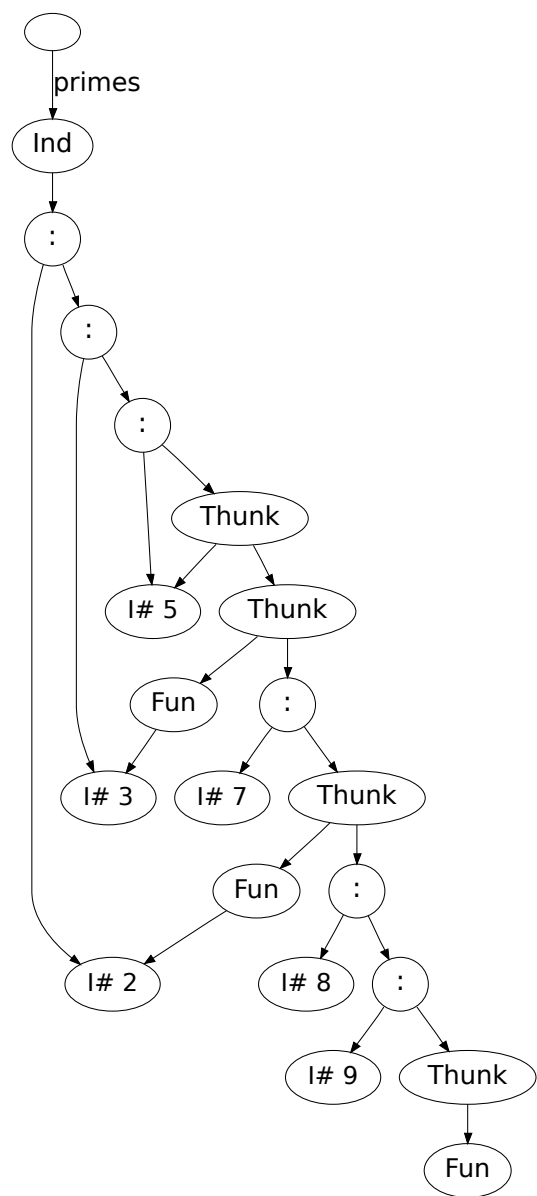 primes
Ind
:
:
:
Thunk
I# 5
Thunk
Fun
:
I# 3
I# 7
Thunk
Fun
:
I# 2
I# 8
:
I# 9
Thunk
Fun